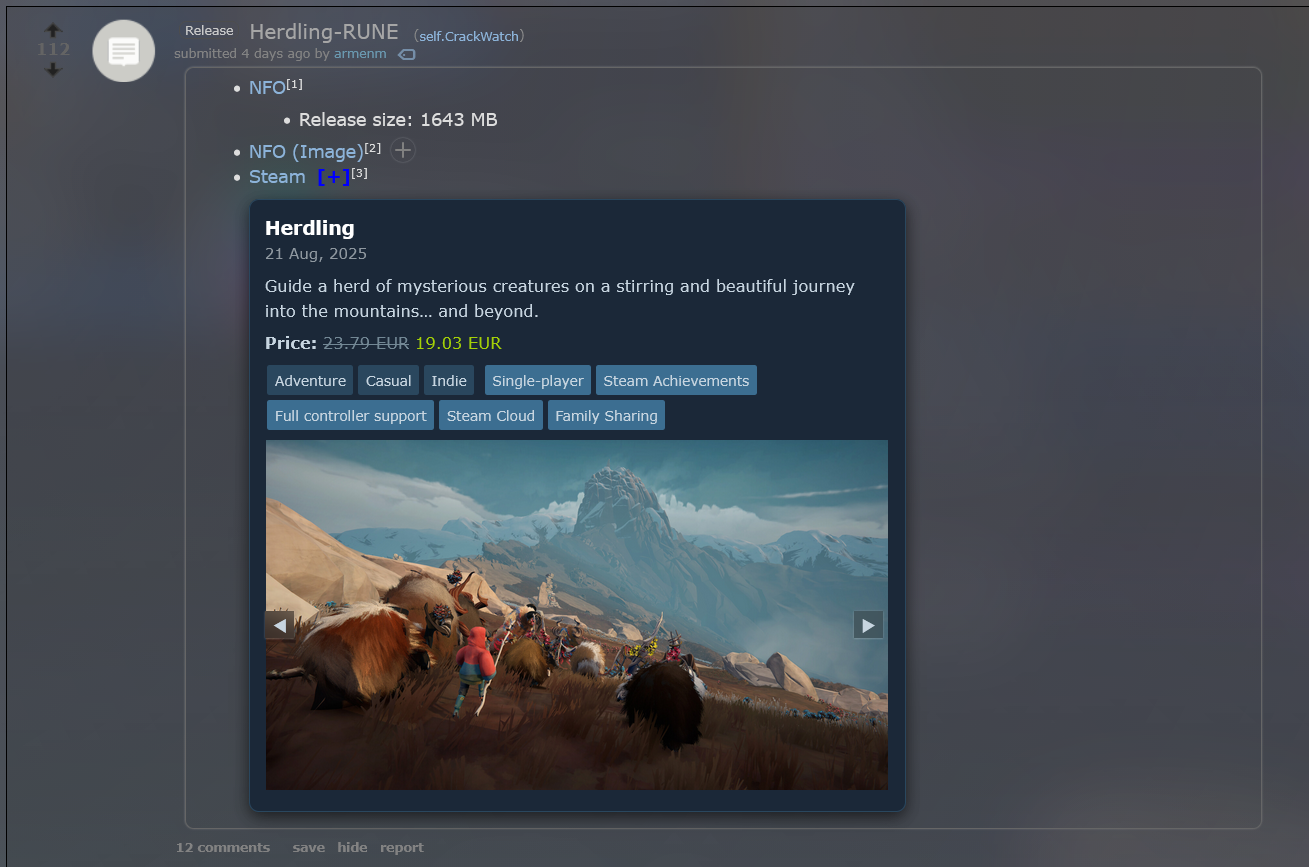 Release Herdling-RUNE (self.CrackWatch)
112
submitted 4 days ago by armenm
NFO[1]
Release size: 1643 MB
NFO (Image)[2]
Steam [+][3]
Herdling
21 Aug, 2025
Guide a herd of mysterious creatures on a stirring and beautiful journey
into the mountains… and beyond.
Price: 23.79 EUR 19.03 EUR
Adventure Casual Indie Single-player Steam Achievements
Full controller support Steam Cloud Family Sharing
12 comments save hide report